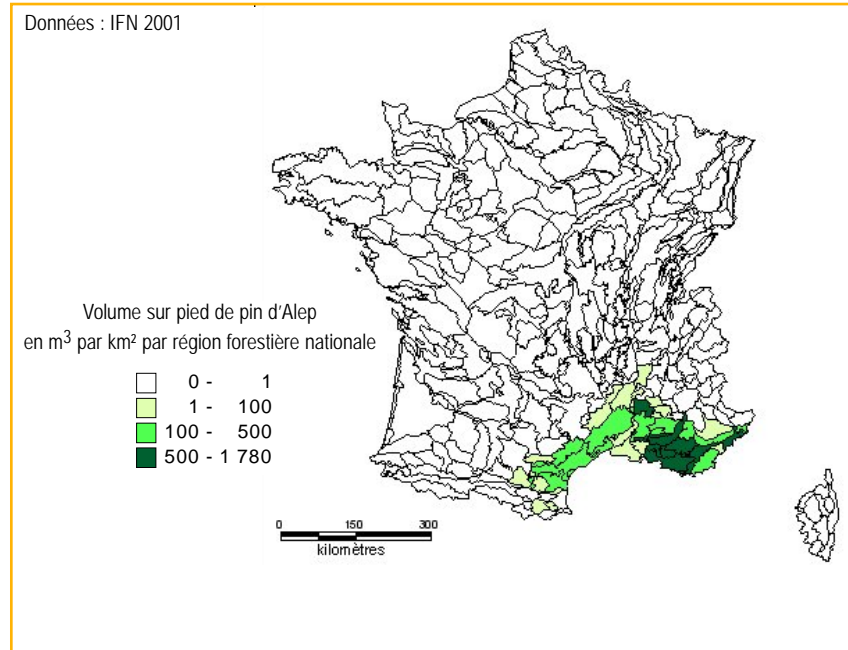 Données : IFN 2001
Volume sur pied de pin d'Alep
en m³ par km² par région forestière nationale
0 - 1
1 - 100
100 - 500
500 - 1 780
0 150 300
kilomètres